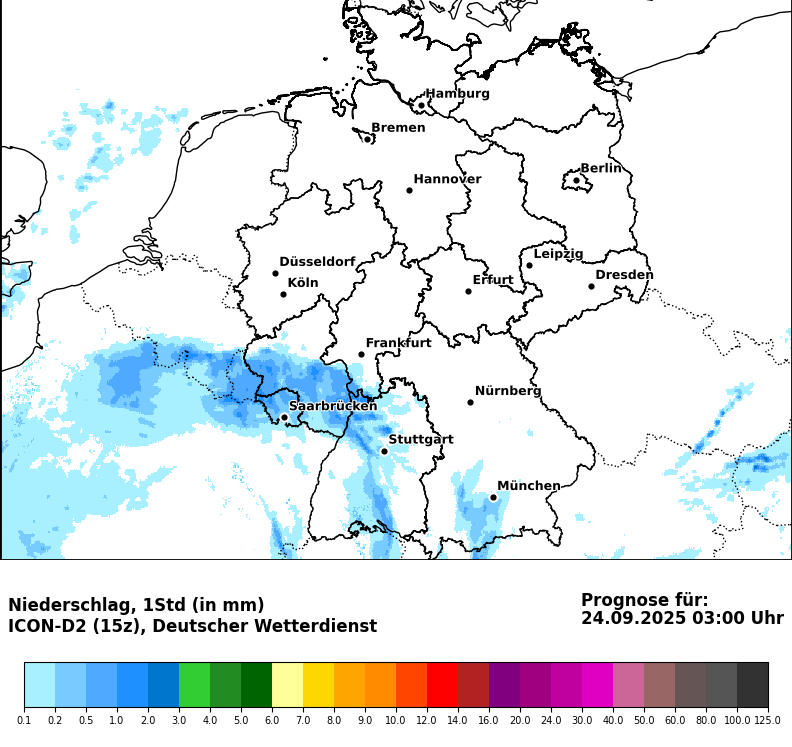 Hamburg
Bremen
Berlin
Hannover
Leipzig
Düsseldorf
Dresden
Köln
Erfurt
Frankfurt
Nürnberg
Saarbrücken
Stuttgart
München
Niederschlag, 1Std (in mm)
ICON-D2 (15z), Deutscher Wetterdienst
Prognose für:
24.09.2025 03:00 Uhr
0.1 0.2 0.5 1.0 2.0 3.0 4.0 5.0 6.0 7.0 8.0 9.0 10.0 12.0 14.0 16.0 20.0 24.0 30.0 40.0 50.0 60.0 80.0 100.0 125.0